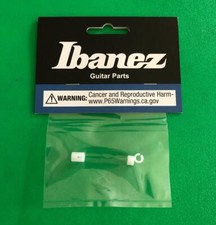 Ibanez
Guitar Parts
WARNING: Cancer and Reproductive Harm-
www.P65Warnings.ca.gov